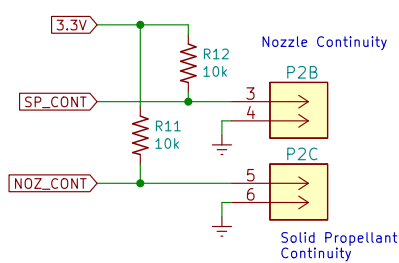 3.3V
R12
10k
Nozzle Continuity
P2B
SP_CONT
3
4
R11
10k
P2C
NOZ_CONT
5
6
Solid Propellant
Continuity